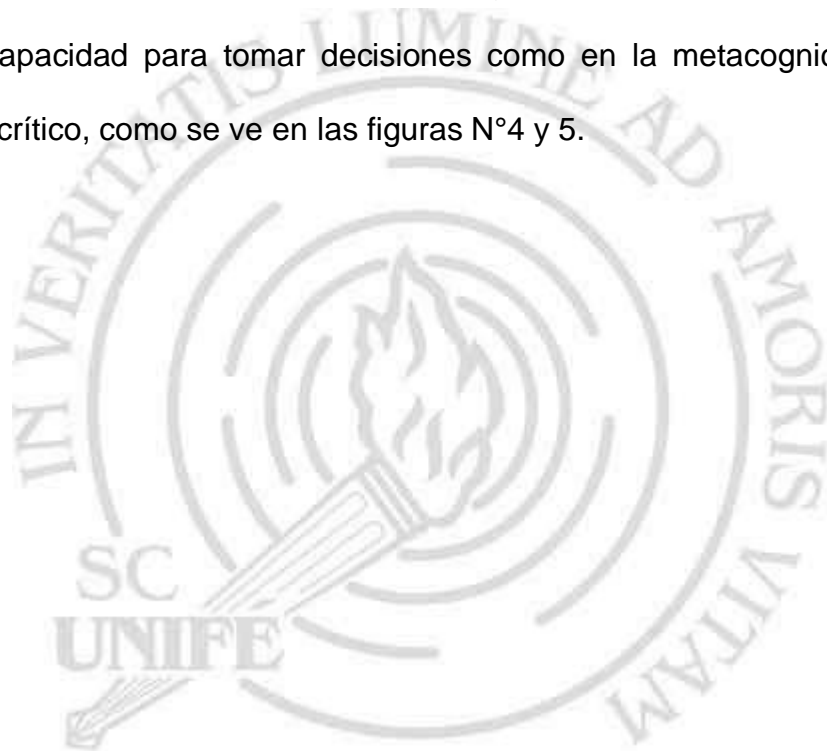 apacidad para tomar decisiones como en la metacognic
crítico, como se ve en las figuras N°4 y 5.
IN VERITATIS LUMINE AD AMORIS VITAM
SC
UNIFE